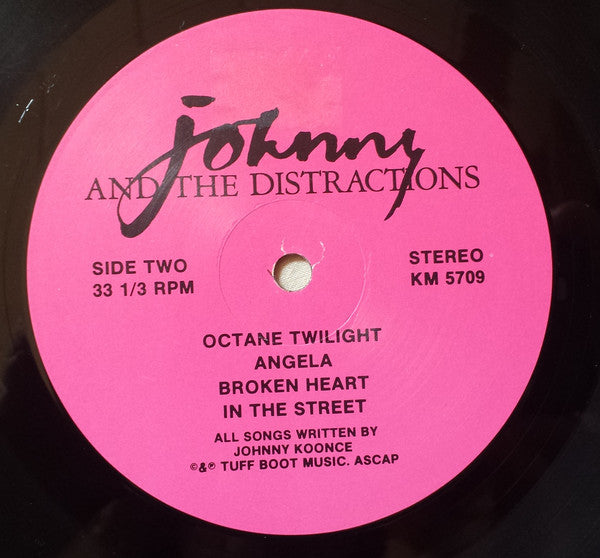 Johnny
AND THE DISTRACTIONS
SIDE TWO
33 1/3 RPM
STEREO
KM 5709
OCTANE TWILIGHT
ANGELA
BROKEN HEART
IN THE STREET
ALL SONGS WRITTEN BY
JOHNNY KOONCE
©&℗ TUFF BOOT MUSIC. ASCAP